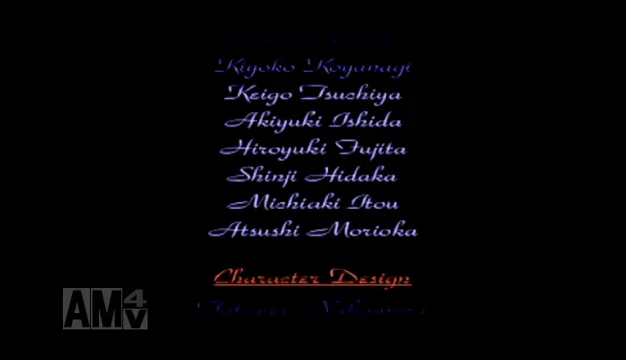 Kiyoko Koyanagi
Keigo Tsuchiya
Akiyuki Ishida
Hiroyuki Fujita
Shinji Hidaka
Michiaki Itou
Atsushi Morioka
Character Design
AM4V